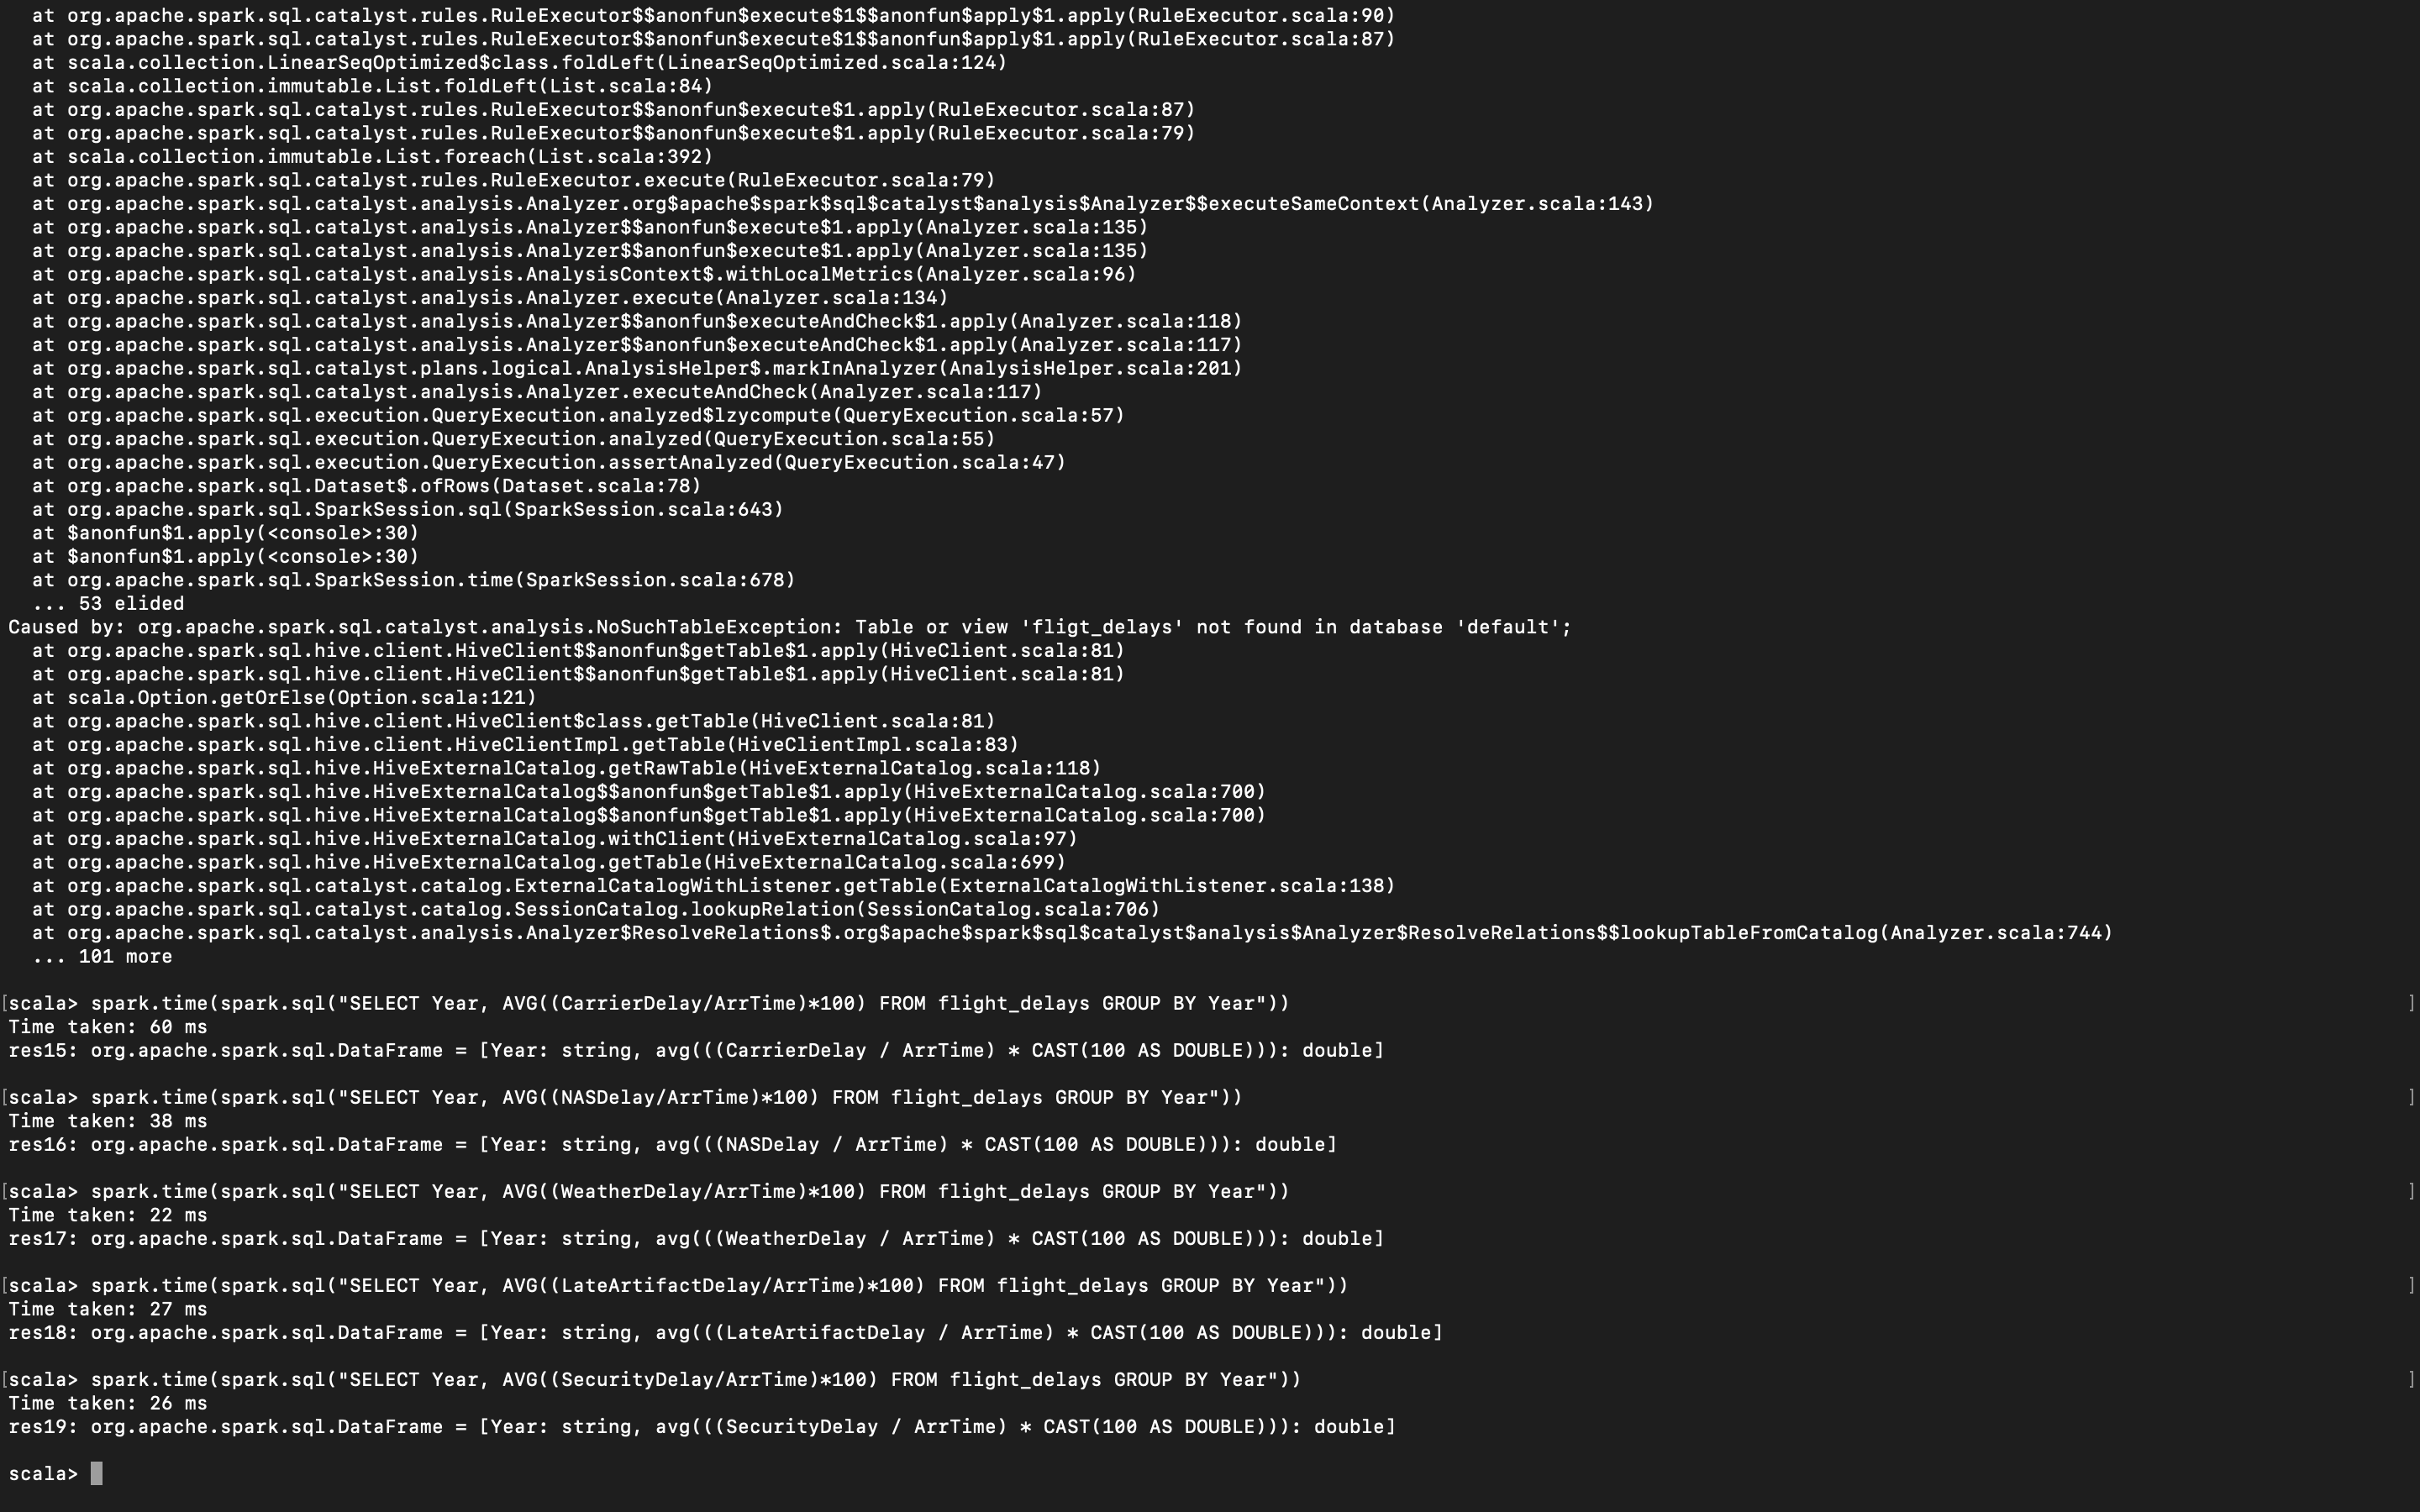 at org.apache.spark.sql.catalyst.rules.RuleExecutor$$anonfun$execute$1$$anonfun$apply$1.apply(RuleExecutor.scala:90)
at org.apache.spark.sql.catalyst.rules.RuleExecutor$$anonfun$execute$1$$anonfun$apply$1.apply(RuleExecutor.scala:87)
at scala.collection.LinearSeqOptimized$class.foldLeft(LinearSeqOptimized.scala:124)
at scala.collection.immutable.List.foldLeft(List.scala:84)
at org.apache.spark.sql.catalyst.rules.RuleExecutor$$anonfun$execute$1.apply(RuleExecutor.scala:87)
at org.apache.spark.sql.catalyst.rules.RuleExecutor$$anonfun$execute$1.apply(RuleExecutor.scala:79)
at scala.collection.immutable.List.foreach(List.scala:392)
at org.apache.spark.sql.catalyst.rules.RuleExecutor.execute(RuleExecutor.scala:79)
at org.apache.spark.sql.catalyst.analysis.Analyzer.org$apache$spark$sql$catalyst$analysis$Analyzer$$executeSameContext(Analyzer.scala:143)
at org.apache.spark.sql.catalyst.analysis.Analyzer$$anonfun$execute$1.apply(Analyzer.scala:135)
at org.apache.spark.sql.catalyst.analysis.Analyzer$$anonfun$execute$1.apply(Analyzer.scala:135)
at org.apache.spark.sql.catalyst.analysis.AnalysisContext$.withLocalMetrics(Analyzer.scala:96)
at org.apache.spark.sql.catalyst.analysis.Analyzer.execute(Analyzer.scala:134)
at org.apache.spark.sql.catalyst.analysis.Analyzer$$anonfun$executeAndCheck$1.apply(Analyzer.scala:118)
at org.apache.spark.sql.catalyst.analysis.Analyzer$$anonfun$executeAndCheck$1.apply(Analyzer.scala:117)
at org.apache.spark.sql.catalyst.plans.logical.AnalysisHelper$.markInAnalyzer(AnalysisHelper.scala:201)
at org.apache.spark.sql.catalyst.analysis.Analyzer.executeAndCheck(Analyzer.scala:117)
at org.apache.spark.sql.execution.QueryExecution.analyzed$lzycompute(QueryExecution.scala:57)
at org.apache.spark.sql.execution.QueryExecution.analyzed(QueryExecution.scala:55)
at org.apache.spark.sql.execution.QueryExecution.assertAnalyzed(QueryExecution.scala:47)
at org.apache.spark.sql.Dataset$.ofRows(Dataset.scala:78)
at org.apache.spark.sql.SparkSession.sql(SparkSession.scala:643)
at $anonfun$1.apply(<console>:30)
at $anonfun$1.apply(<console>:30)
at org.apache.spark.sql.SparkSession.time(SparkSession.scala:678)
... 53 elided
Caused by: org.apache.spark.sql.catalyst.analysis.NoSuchTableException: Table or view 'fligt_delays' not found in database 'default';
at org.apache.spark.sql.hive.client.HiveClient$$anonfun$getTable$1.apply(HiveClient.scala:81)
at org.apache.spark.sql.hive.client.HiveClient$$anonfun$getTable$1.apply(HiveClient.scala:81)
at scala.Option.getOrElse(Option.scala:121)
at org.apache.spark.sql.hive.client.HiveClient$class.getTable(HiveClient.scala:81)
at org.apache.spark.sql.hive.client.HiveClientImpl.getTable(HiveClientImpl.scala:83)
at org.apache.spark.sql.hive.HiveExternalCatalog.getRawTable(HiveExternalCatalog.scala:118)
at org.apache.spark.sql.hive.HiveExternalCatalog$$anonfun$getTable$1.apply(HiveExternalCatalog.scala:700)
at org.apache.spark.sql.hive.HiveExternalCatalog$$anonfun$getTable$1.apply(HiveExternalCatalog.scala:700)
at org.apache.spark.sql.hive.HiveExternalCatalog.withClient(HiveExternalCatalog.scala:97)
at org.apache.spark.sql.hive.HiveExternalCatalog.getTable(HiveExternalCatalog.scala:699)
at org.apache.spark.sql.catalyst.catalog.ExternalCatalogWithListener.getTable(ExternalCatalogWithListener.scala:138)
at org.apache.spark.sql.catalyst.catalog.SessionCatalog.lookupRelation(SessionCatalog.scala:706)
at org.apache.spark.sql.catalyst.analysis.Analyzer$ResolveRelations$.org$apache$spark$sql$catalyst$analysis$Analyzer$ResolveRelations$$lookupTableFromCatalog(Analyzer.scala:744)
... 101 more
[scala> spark.time(spark.sql("SELECT Year, AVG((CarrierDelay/ArrTime)*100) FROM flight_delays GROUP BY Year")) ]
Time taken: 60 ms
res15: org.apache.spark.sql.DataFrame = [Year: string, avg(((CarrierDelay / ArrTime) * CAST(100 AS DOUBLE))): double]
[scala> spark.time(spark.sql("SELECT Year, AVG((NASDelay/ArrTime)*100) FROM flight_delays GROUP BY Year")) ]
Time taken: 38 ms
res16: org.apache.spark.sql.DataFrame = [Year: string, avg(((NASDelay / ArrTime) * CAST(100 AS DOUBLE))): double]
[scala> spark.time(spark.sql("SELECT Year, AVG((WeatherDelay/ArrTime)*100) FROM flight_delays GROUP BY Year")) ]
Time taken: 22 ms
res17: org.apache.spark.sql.DataFrame = [Year: string, avg(((WeatherDelay / ArrTime) * CAST(100 AS DOUBLE))): double]
[scala> spark.time(spark.sql("SELECT Year, AVG((LateArtifactDelay/ArrTime)*100) FROM flight_delays GROUP BY Year")) ]
Time taken: 27 ms
res18: org.apache.spark.sql.DataFrame = [Year: string, avg(((LateArtifactDelay / ArrTime) * CAST(100 AS DOUBLE))): double]
[scala> spark.time(spark.sql("SELECT Year, AVG((SecurityDelay/ArrTime)*100) FROM flight_delays GROUP BY Year")) ]
Time taken: 26 ms
res19: org.apache.spark.sql.DataFrame = [Year: string, avg(((SecurityDelay / ArrTime) * CAST(100 AS DOUBLE))): double]
scala>